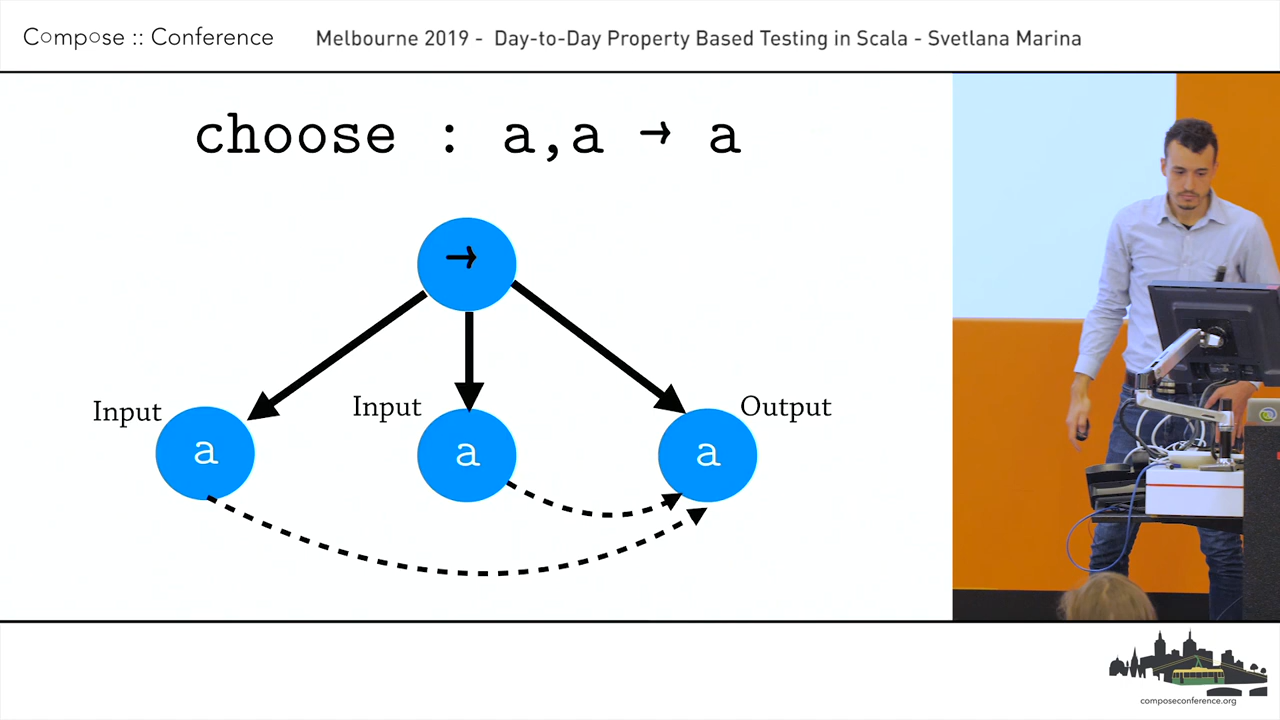 Compose :: Conference
Melbourne 2019 - Day-to-Day Property Based Testing in Scala - Svetlana Marina
choose : a,a → a
→
Input
Input
Output
a
a
a
composeconference.org